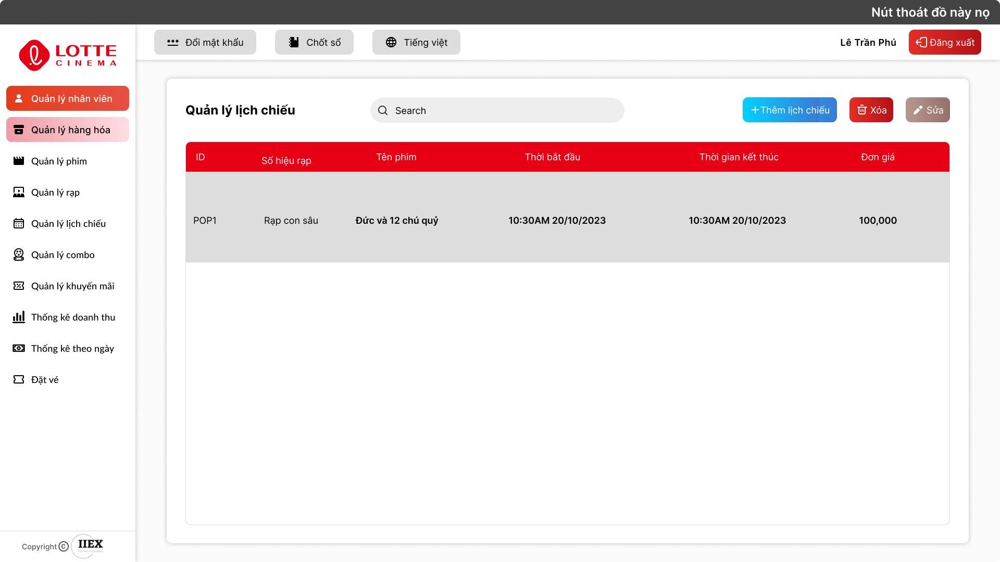 Nút thoát đồ này nọ
LOTTE
CINEMA
Đổi mật khẩu
Chốt sổ
Tiếng việt
Lê Trần Phú
Đăng xuất
Quản lý nhân viên
Quản lý hàng hóa
Quản lý phim
Quản lý rạp
Quản lý lịch chiếu
Quản lý combo
Quản lý khuyến mãi
Thống kê doanh thu
Thống kê theo ngày
Đặt vé
Quản lý lịch chiếu
Search
Thêm lịch chiếu
Xóa
Sửa
ID Số hiệu rạp Tên phim Thời bắt đầu Thời gian kết thúc Đơn giá
POP1 Rạp con sâu Đức và 12 chú quỷ 10:30AM 20/10/2023 10:30AM 20/10/2023 100,000
Copyright ©
IIEX